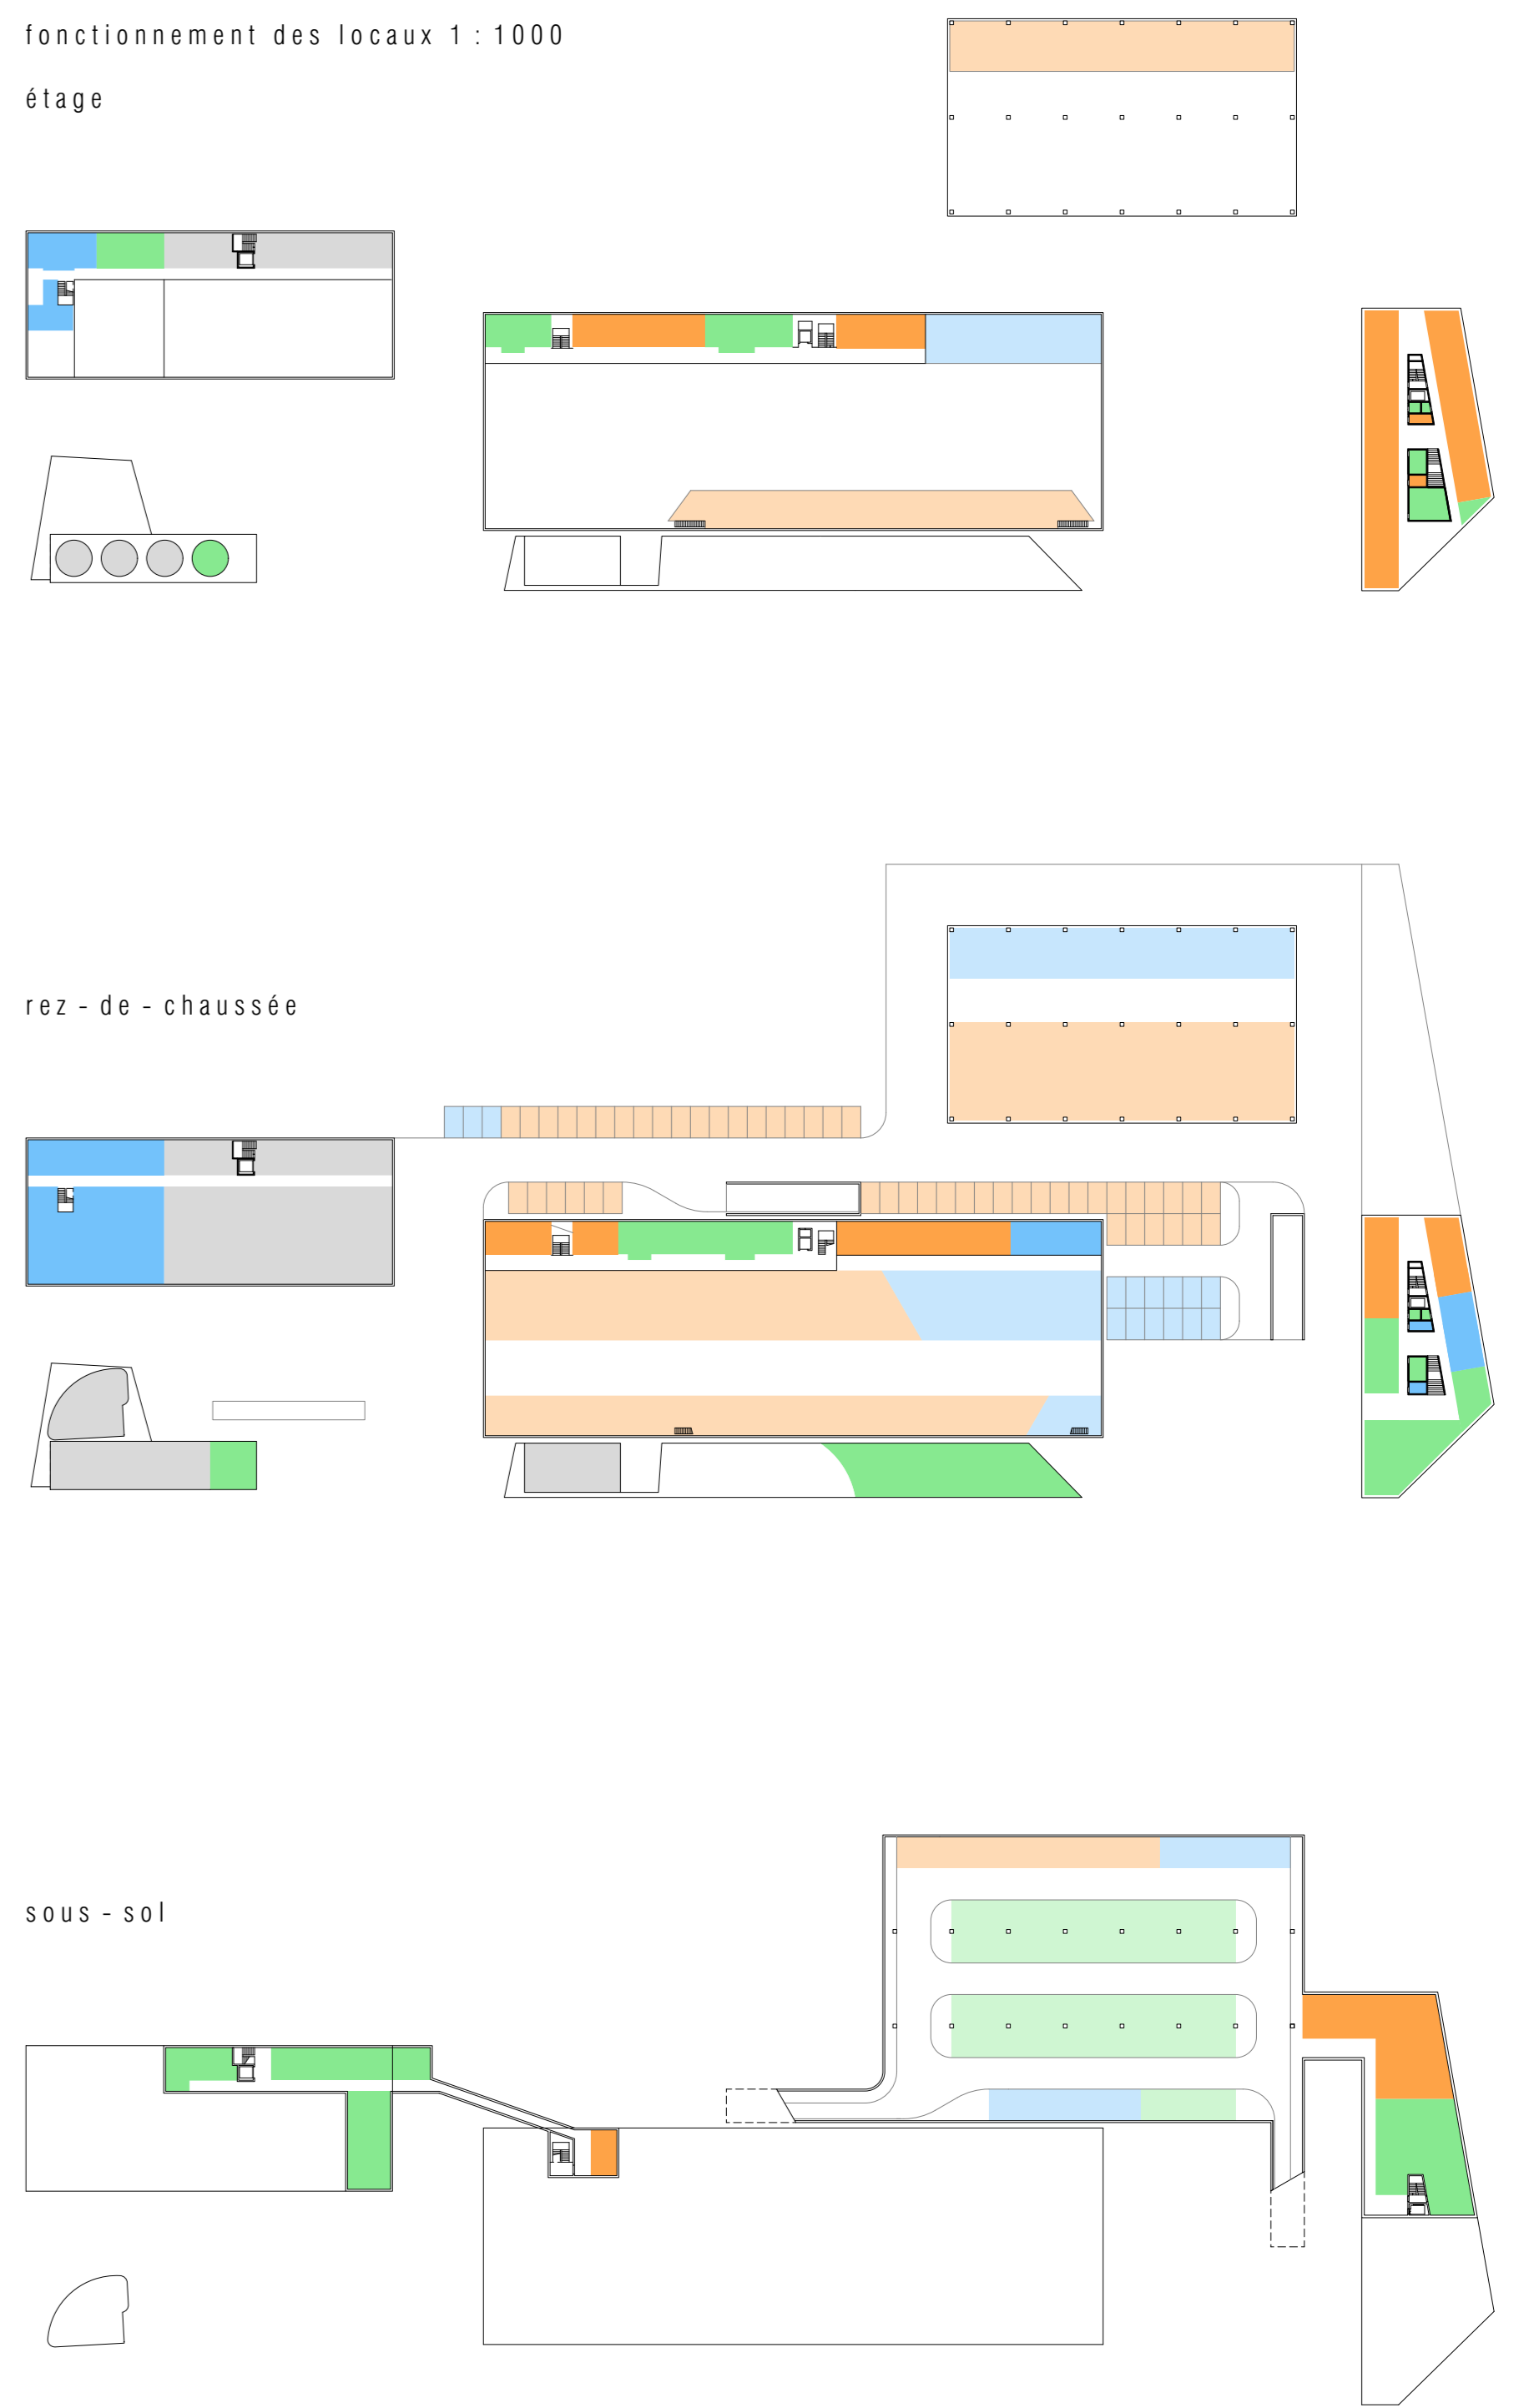 fonctionnement des locaux 1 : 1000
étage
rez - de - chaussée
sous - sol